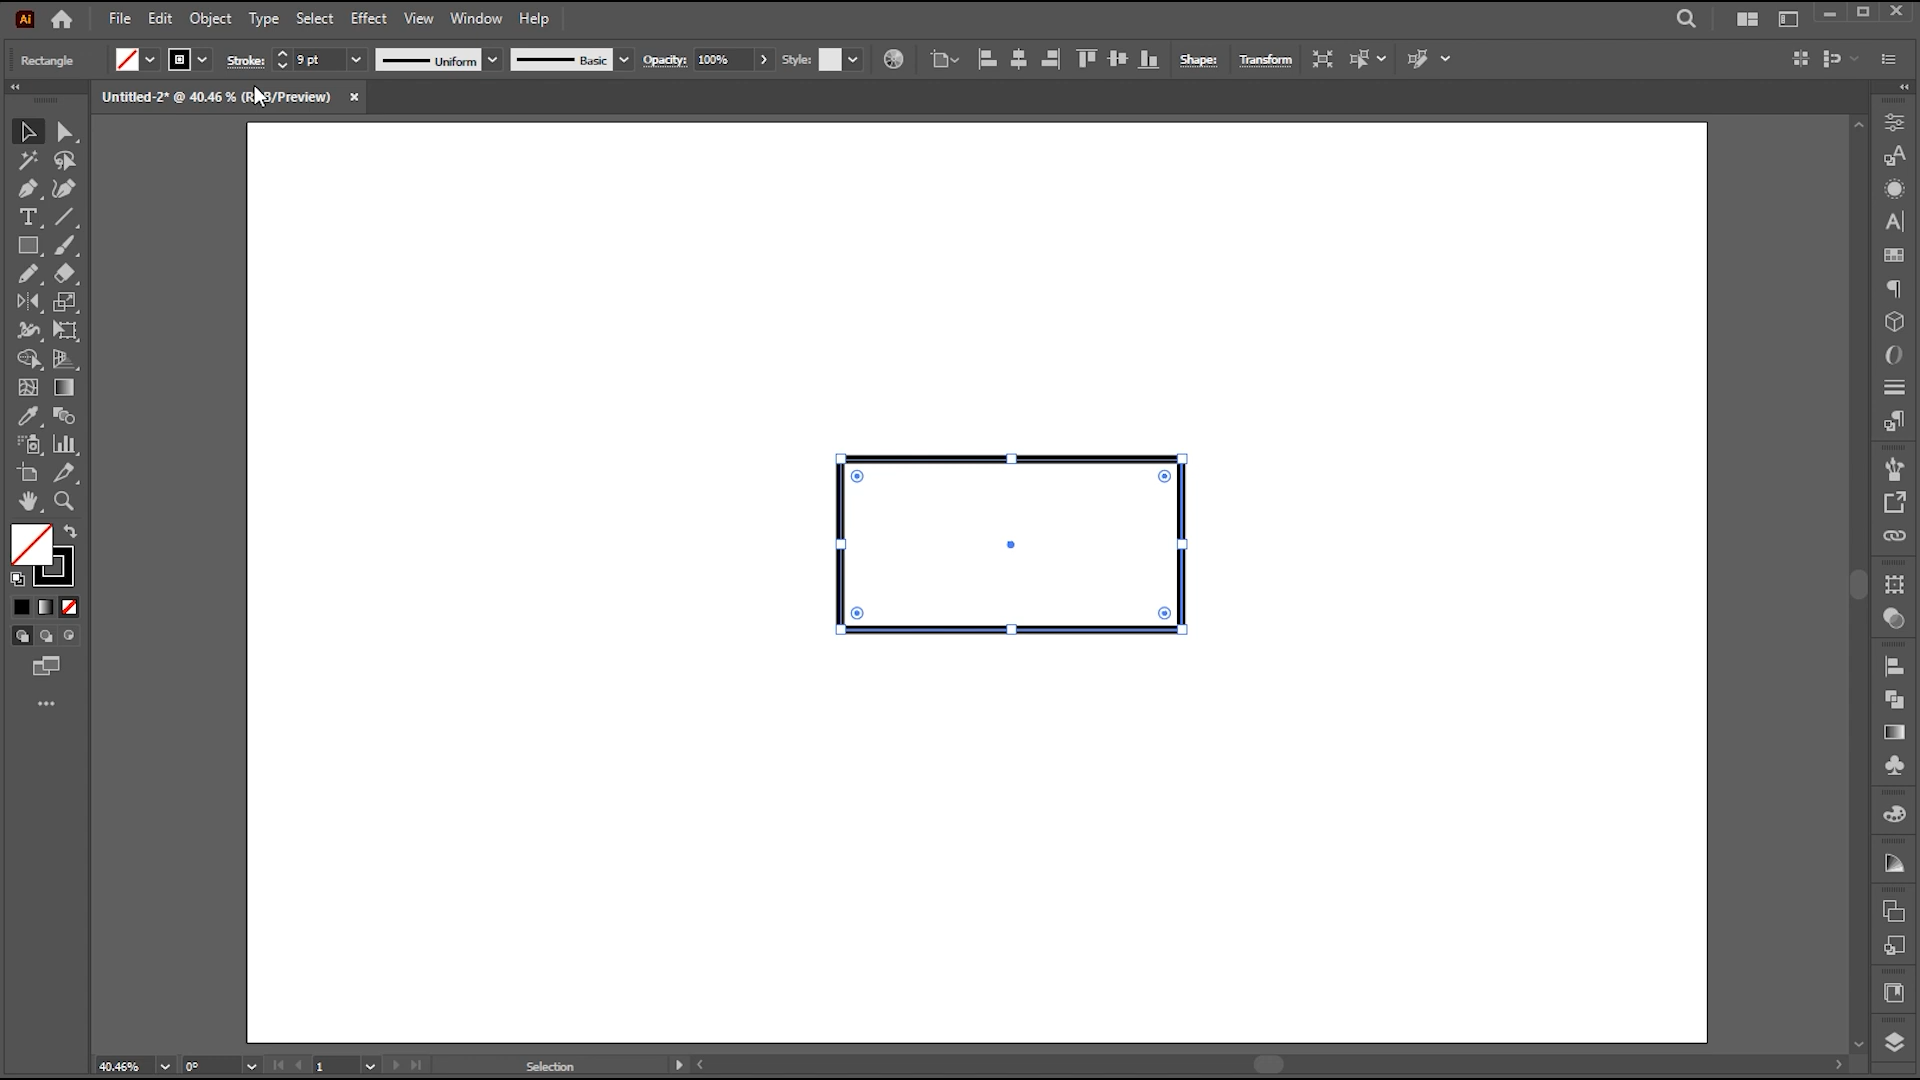 Ai File Edit Object Type Select Effect View Window Help
Rectangle Stroke: 9 pt Uniform Basic Opacity: 100% Style: Shape: Transform
Untitled-2* @ 40.46 % (R B/Preview) ×
40.46% 0° 1 Selection